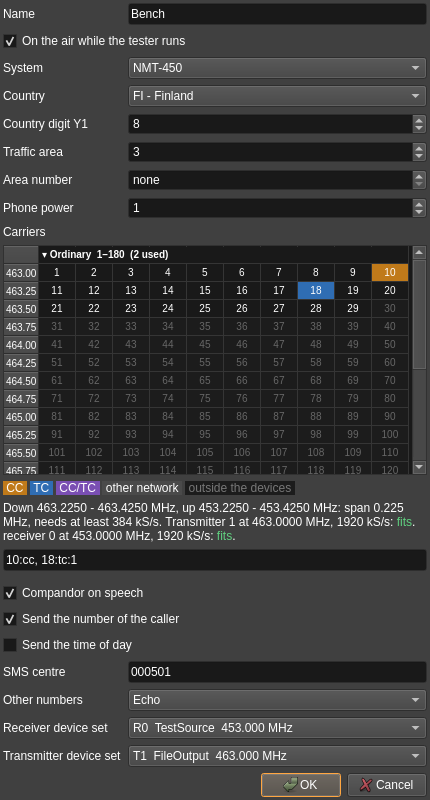 Name Bench
On the air while the tester runs
System NMT-450
Country FI - Finland
Country digit Y1 8
Traffic area 3
Area number none
Phone power 1
Carriers
▾ Ordinary 1–180 (2 used)
463.00 1 2 3 4 5 6 7 8 9 10
463.25 11 12 13 14 15 16 17 18 19 20
463.50 21 22 23 24 25 26 27 28 29 30
463.75 31 32 33 34 35 36 37 38 39 40
464.00 41 42 43 44 45 46 47 48 49 50
464.25 51 52 53 54 55 56 57 58 59 60
464.50 61 62 63 64 65 66 67 68 69 70
464.75 71 72 73 74 75 76 77 78 79 80
465.00 81 82 83 84 85 86 87 88 89 90
465.25 91 92 93 94 95 96 97 98 99 100
465.50 101 102 103 104 105 106 107 108 109 110
465.75 111 112 113 114 115 116 117 118 119 120
CC TC CC/TC other network outside the devices
Down 463.2250 - 463.4250 MHz, up 453.2250 - 453.4250 MHz: span 0.225
MHz, needs at least 384 kS/s. Transmitter 1 at 463.0000 MHz, 1920 kS/s: fits.
receiver 0 at 453.0000 MHz, 1920 kS/s: fits.
10:cc, 18:tc:1
Compandor on speech
Send the number of the caller
Send the time of day
SMS centre 000501
Other numbers Echo
Receiver device set R0 TestSource 453.000 MHz
Transmitter device set T1 FileOutput 463.000 MHz
OK Cancel